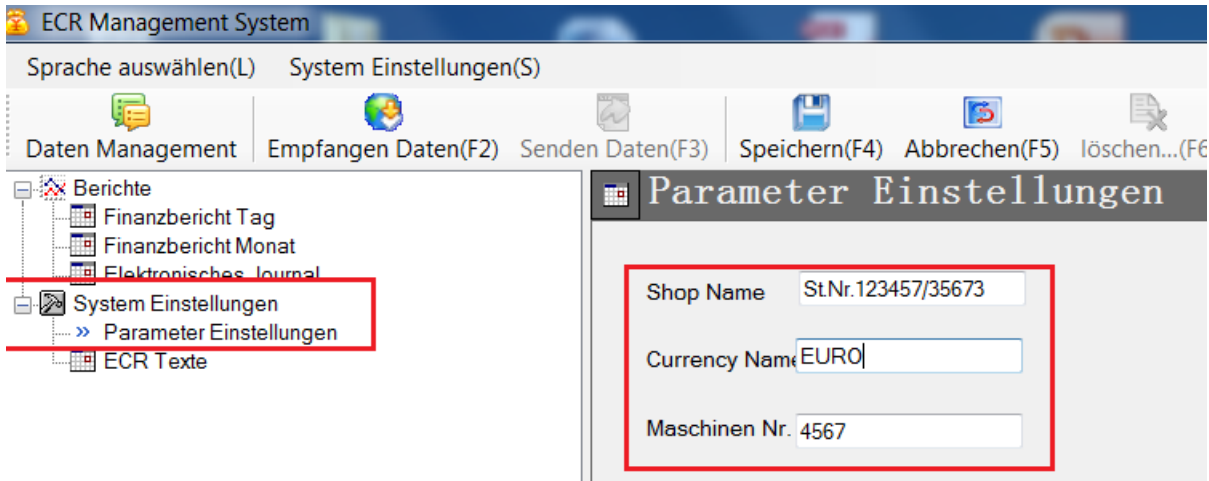 ECR Management System
Sprache auswählen(L) System Einstellungen(S)
Daten Management Empfangen Daten(F2) Senden Daten(F3) Speichern(F4) Abbrechen(F5) löschen...(F6
Berichte
Finanzbericht Tag
Finanzbericht Monat
Elektronisches Journal
System Einstellungen
» Parameter Einstellungen
ECR Texte
Parameter Einstellungen
Shop Name St.Nr.123457/35673
Currency Name EURO
Maschinen Nr. 4567